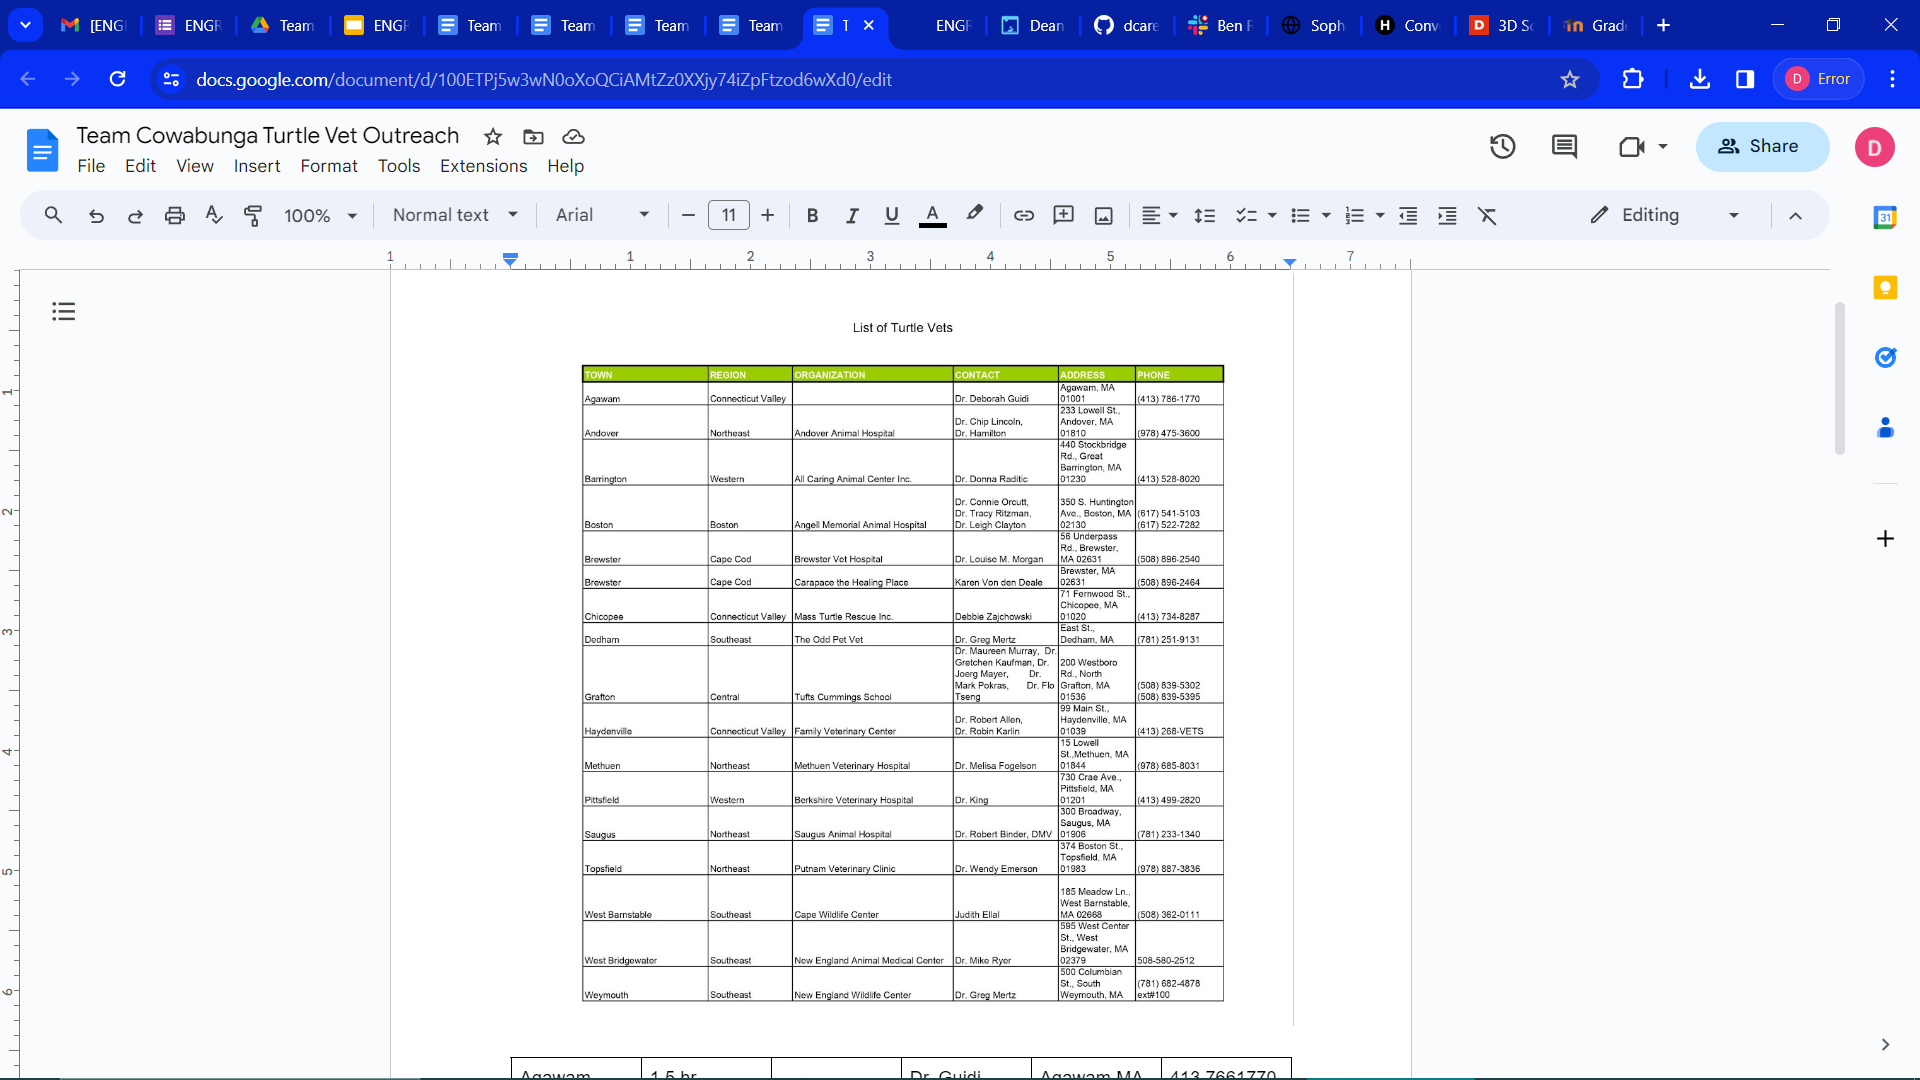 [ENG
ENGR
Team
ENGR
Team
Team
Team
Team
T
ENGR
Dean
dcare
Ben F
Soph
Conv
3D Sc
Grade
docs.google.com/document/d/100ETPj5w3wN0oXoQCiAMtZz0XXjy74iZpFtzod6wXd0/edit
D Error
Team Cowabunga Turtle Vet Outreach
File Edit View Insert Format Tools Extensions Help
Share
D
100% Normal text Arial 11 B I U A Editing
31
1 1 2 3 4 5 6 7
List of Turtle Vets
TOWN REGION ORGANIZATION CONTACT ADDRESS PHONE
Agawam, MA
Agawam Connecticut Valley Dr. Deborah Guidi 01001 (413) 786-1770
233 Lowell St.,
Dr. Chip Lincoln, Andover, MA
Andover Northeast Andover Animal Hospital Dr. Hamilton 01810 (978) 475-3600
440 Stockbridge
Rd., Great
Barrington, MA
Barrington Western All Caring Animal Center Inc. Dr. Donna Raditic 01230 (413) 528-8020
Dr. Connie Orcutt, 350 S. Huntington
Dr. Tracy Ritzman, Ave., Boston, MA (617) 541-5103
Boston Boston Angell Memorial Animal Hospital Dr. Leigh Clayton 02130 (617) 522-7282
56 Underpass
Rd., Brewster,
Brewster Cape Cod Brewster Vet Hospital Dr. Louise M. Morgan MA 02631 (508) 896-2540
Brewster, MA
Brewster Cape Cod Carapace the Healing Place Karen Von den Deale 02631 (508) 896-2464
71 Fernwood St.,
Chicopee, MA
Chicopee Connecticut Valley Mass Turtle Rescue Inc. Debbie Zajchowski 01020 (413) 734-8287
East St.,
Dedham Southeast The Odd Pet Vet Dr. Greg Mertz Dedham, MA (781) 251-9131
Dr. Maureen Murray, Dr.
Gretchen Kaufman, Dr. 200 Westboro
Joerg Mayer, Dr. Rd., North
Mark Pokras, Dr. Flo Grafton, MA (508) 839-5302
Grafton Central Tufts Cummings School Tseng 01536 (508) 839-5395
99 Main St.,
Dr. Robert Allen, Haydenville, MA
Haydenville Connecticut Valley Family Veterinary Center Dr. Robin Karlin 01039 (413) 268-VETS
15 Lowell
St.,Methuen, MA
Methuen Northeast Methuen Veterinary Hospital Dr. Melisa Fogelson 01844 (978) 685-8031
730 Crae Ave.,
Pittsfield, MA
Pittsfield Western Berkshire Veterinary Hospital Dr. King 01201 (413) 499-2820
300 Broadway,
Saugus, MA
Saugus Northeast Saugus Animal Hospital Dr. Robert Binder, DMV 01906 (781) 233-1340
374 Boston St.,
Topsfield, MA
Topsfield Northeast Putnam Veterinary Clinic Dr. Wendy Emerson 01983 (978) 887-3836
185 Meadow Ln.,
West Barnstable,
West Barnstable Southeast Cape Wildlife Center Judith Ellal MA 02668 (508) 362-0111
595 West Center
St., West
Bridgewater, MA
West Bridgewater Southeast New England Animal Medical Center Dr. Mike Ryer 02379 508-580-2512
500 Columbian
St., South (781) 682-4878
Weymouth Southeast New England Wildlife Center Dr. Greg Mertz Weymouth, MA ext#100
Agawam 1.5 hr Dr. Guidi Agawam MA 413 7661770
1
2
3
4
5
6